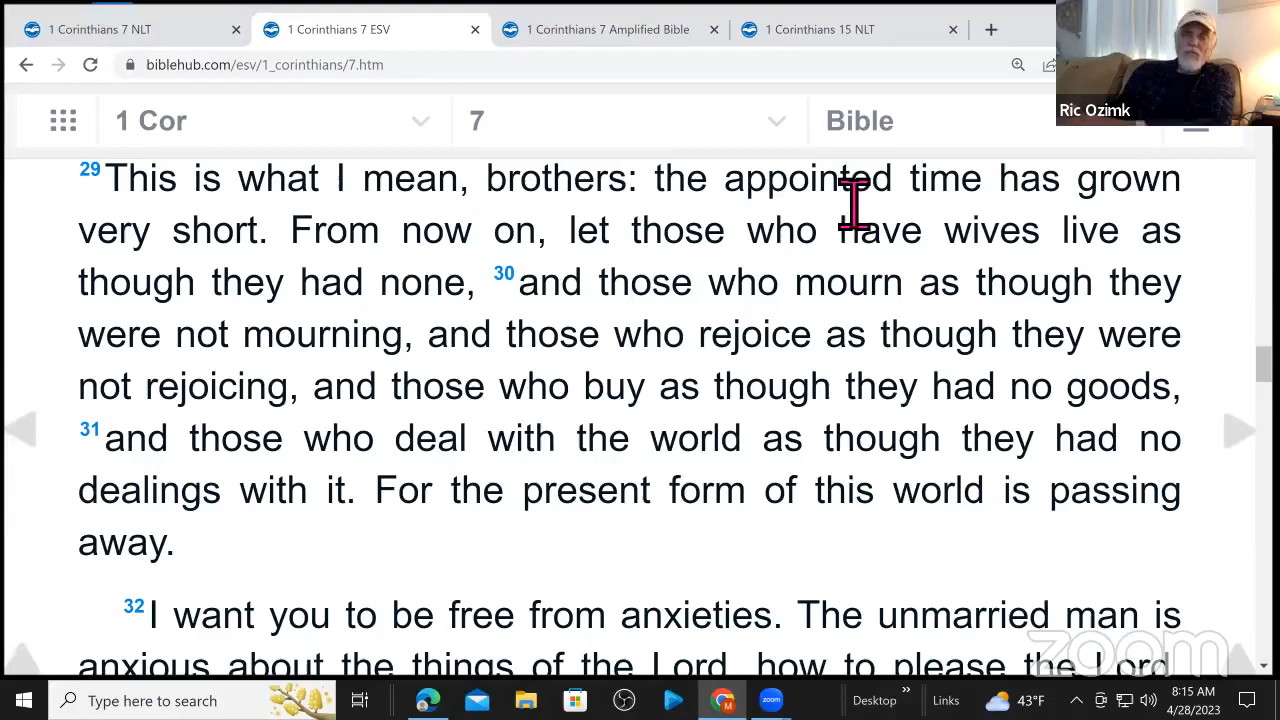 1 Corinthians 7 NLT
1 Corinthians 7 ESV
1 Corinthians 7 Amplified Bible
1 Corinthians 15 NLT
biblehub.com/esv/1_corinthians/7.htm
Ric Ozimk
1 Cor
7
Bible
29 This is what I mean, brothers: the appointed time has grown
very short. From now on, let those who have wives live as
though they had none, 30 and those who mourn as though they
were not mourning, and those who rejoice as though they were
not rejoicing, and those who buy as though they had no goods,
31 and those who deal with the world as though they had no
dealings with it. For the present form of this world is passing
away.
32 I want you to be free from anxieties. The unmarried man is
anxious about the things of the Lord, how to please the Lord.
zoom
Type here to search
zoom
Desktop
Links
43°F
8:15 AM
4/28/2023